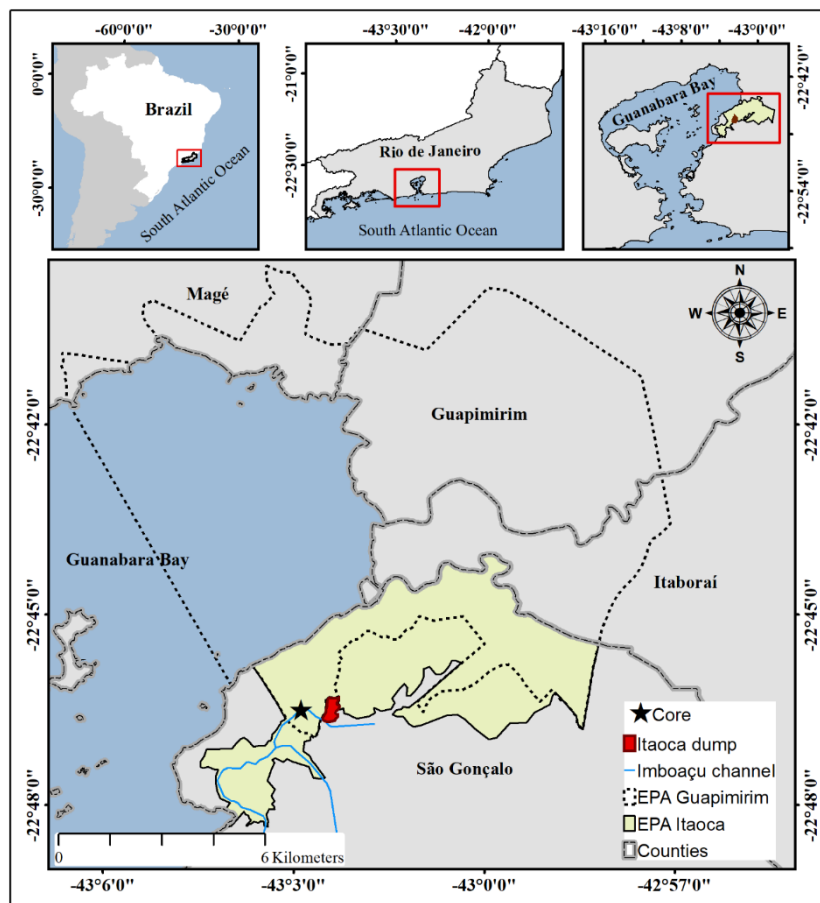 -60°0'0"
-30°0'0"
-43°30'0"
-42°0'0"
-43°16'0"
-43°8'0"
-43°0'0"
0°0'0"
-30°0'0"
Brazil
South Atlantic Ocean
-21°0'0"
-22°30'0"
Rio de Janeiro
South Atlantic Ocean
Guanabara Bay
-22°42'0"
-22°54'0"
Magé
N
W
E
S
Guapimirim
-22°42'0"
-22°42'0"
Guanabara Bay
Itaboraí
-22°45'0"
-22°45'0"
São Gonçalo
-22°48'0"
-22°48'0"
Core
Itaoca dump
Imboaçu channel
EPA Guapimirim
EPA Itaoca
Counties
0
6 Kilometers
-43°6'0"
-43°3'0"
-43°0'0"
-42°57'0"